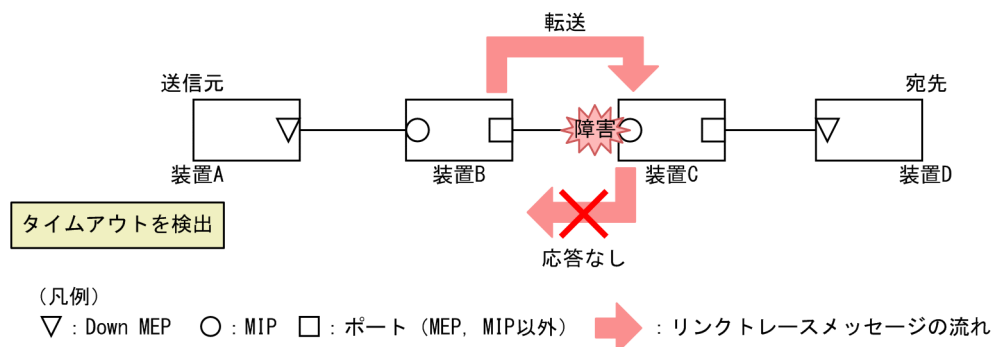 転送
送信元
宛先
障害
装置A
装置B
装置C
装置D
タイムアウトを検出
応答なし
（凡例）
：Down MEP ：MIP ：ポート（MEP，MIP以外） ：リンクトレースメッセージの流れ